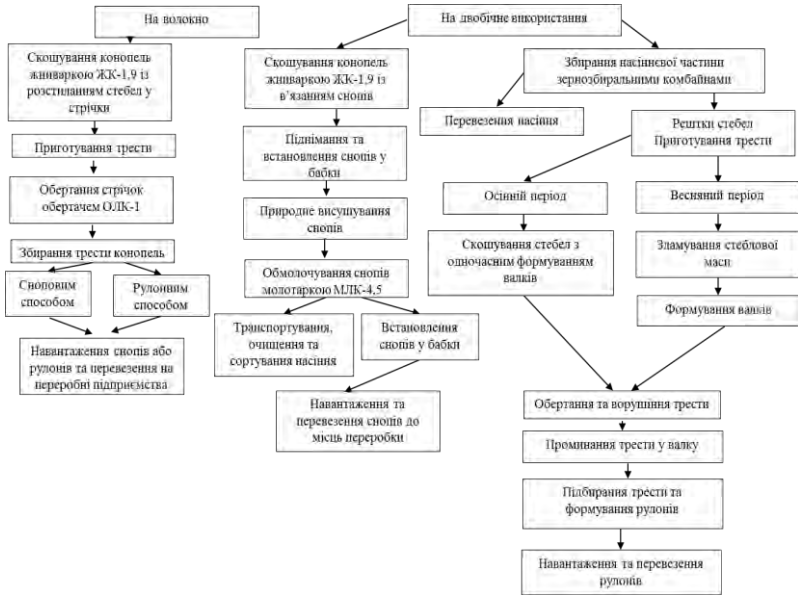 На волокно
Скошування конопель
жниваркою ЖК-1,9 із
розстиланням стебел у
стрічки
Приготування трести
Обертання стрічок
обертачем ОЛК-1
Збирання трести конопель
Сноповим
способом
Рулонним
способом
Навантаження снопів або
рулонів та перевезення на
переробні підприємства
На двобічне використання
Скошування конопель
жниваркою ЖК-1,9 із
в'язанням снопів
Піднімання та
встановлення снопів у
бабки
Природне висушування
снопів
Обмолочування снопів
молотаркою МЛК-4,5
Транспортування,
очищення та
сортування насіння
Встановлення
снопів у бабки
Навантаження та
перевезення снопів до
місць переробки
Збирання насіннєвої частини
зернозбиральними комбайнами
Перевезення насіння
Рештки стебел
Приготування трести
Осінній період
Скошування стебел з
одночасним формуванням
валків
Весняний період
Зламування стеблової
маси
Формування валків
Обертання та ворушіння трести
Проминання трести у валку
Підбирання трести та
формування рулонів
Навантаження та перевезення
рулонів